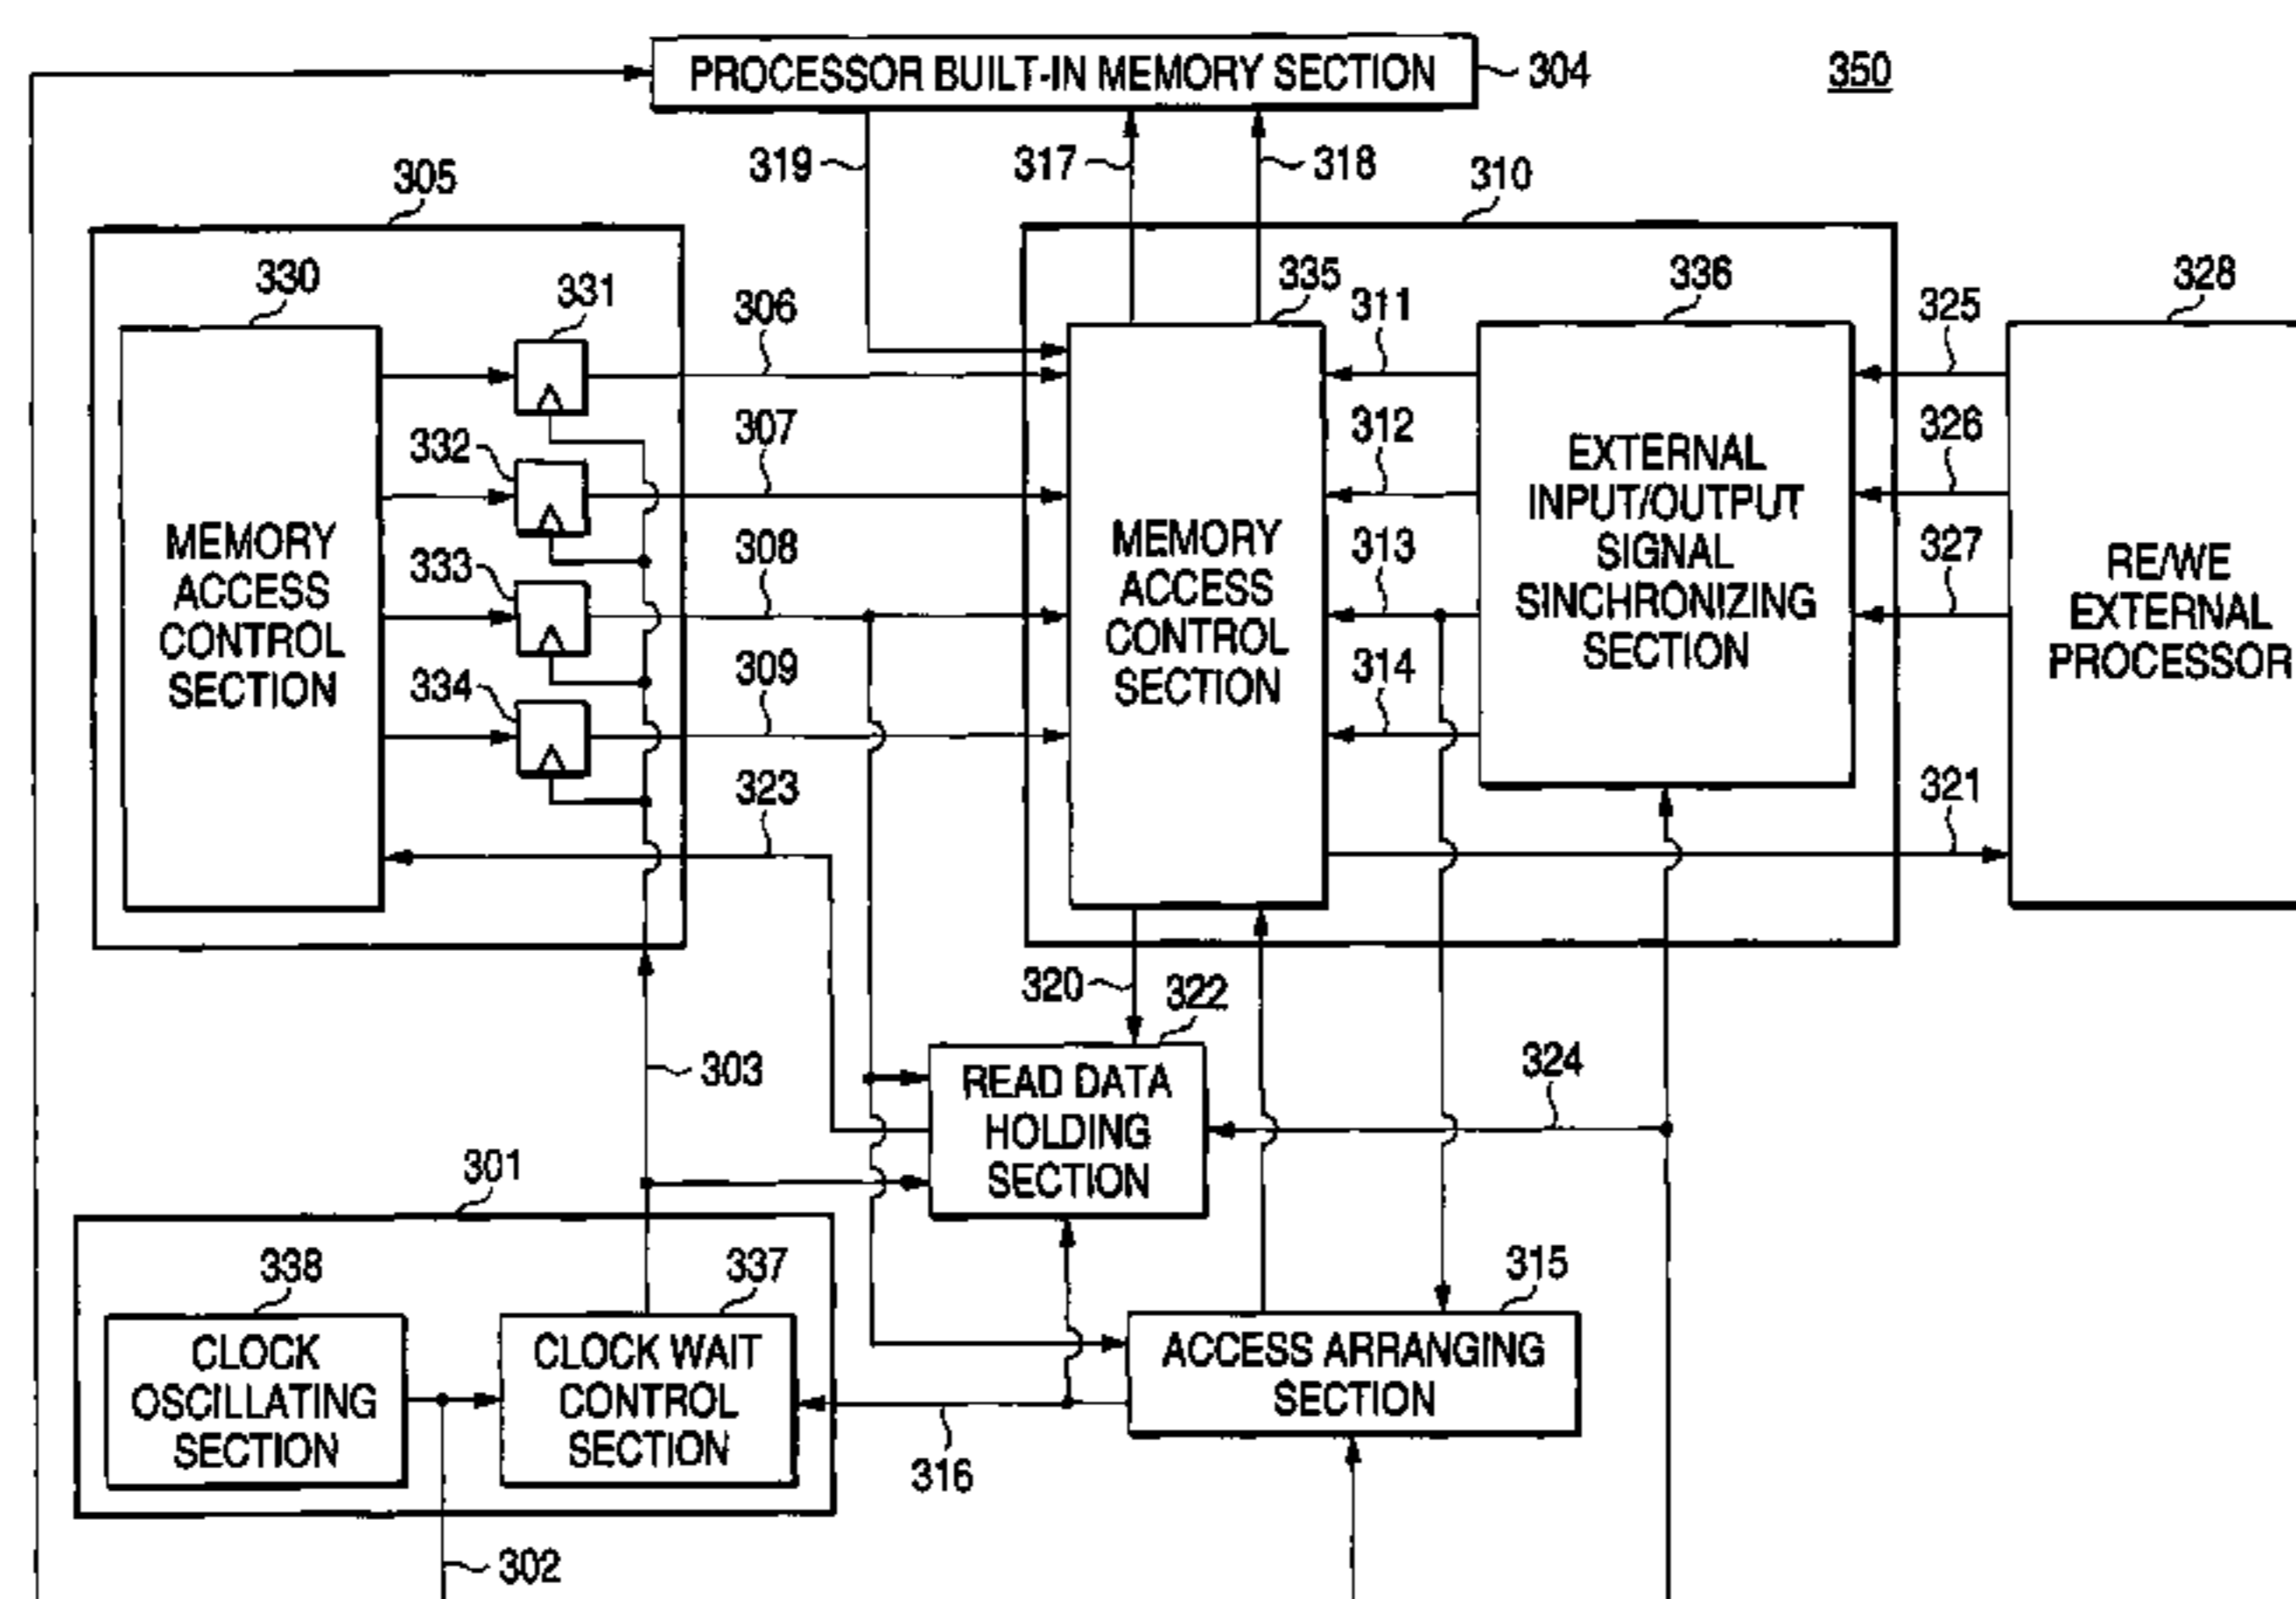 PROCESSOR BUILT-IN MEMORY SECTION
304
350
319
317
318
305
310
330
331
306
335
311
336
325
328
332
307
312
326
333
308
313
327
334
309
314
323
321
MEMORY
ACCESS
CONTROL
SECTION
MEMORY
ACCESS
CONTROL
SECTION
EXTERNAL
INPUT/OUTPUT
SIGNAL
SINCHRONIZING
SECTION
RE/WE
EXTERNAL
PROCESSOR
320
322
303
READ DATA
HOLDING
SECTION
324
301
338
337
315
CLOCK
OSCILLATING
SECTION
CLOCK WAIT
CONTROL
SECTION
ACCESS ARRANGING
SECTION
316
302